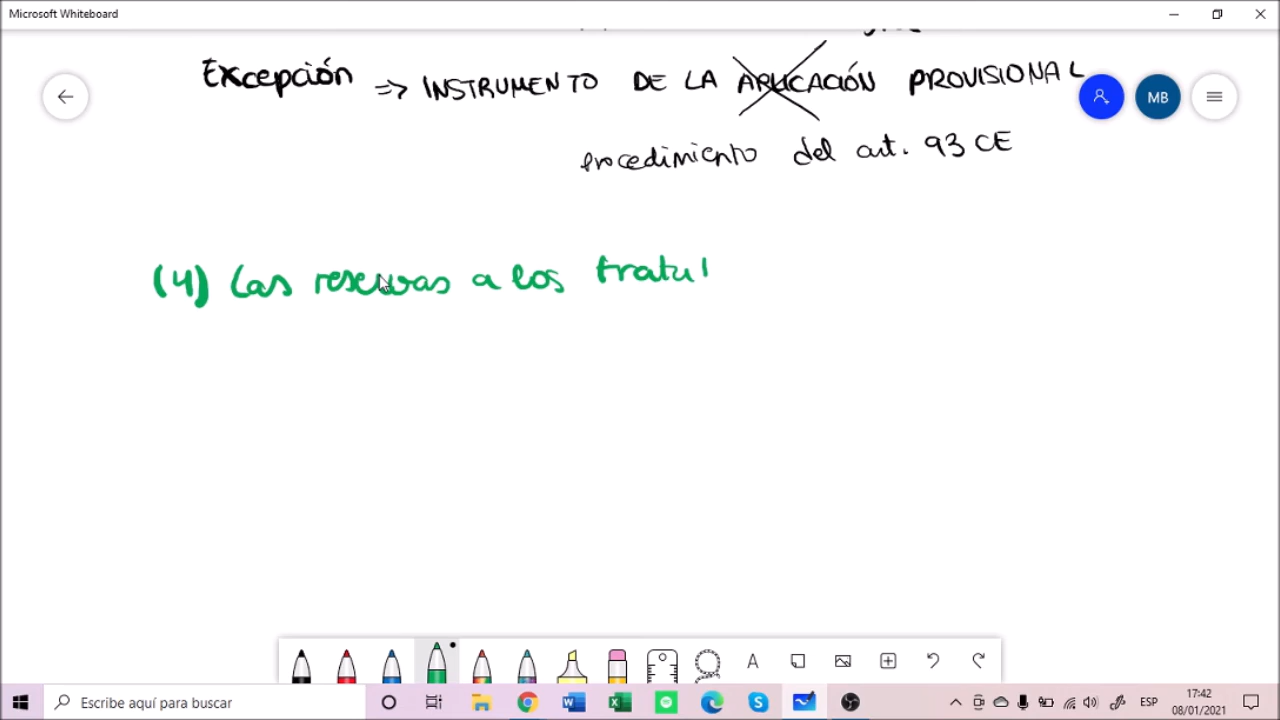 Microsoft Whiteboard
Excepción => INSTRUMENTO DE LA APLICACIÓN PROVISIONAL
MB
procedimiento del art. 93 CE
(4) Las reservas a los tratu
A
Escribe aquí para buscar
ESP
17:42
08/01/2021